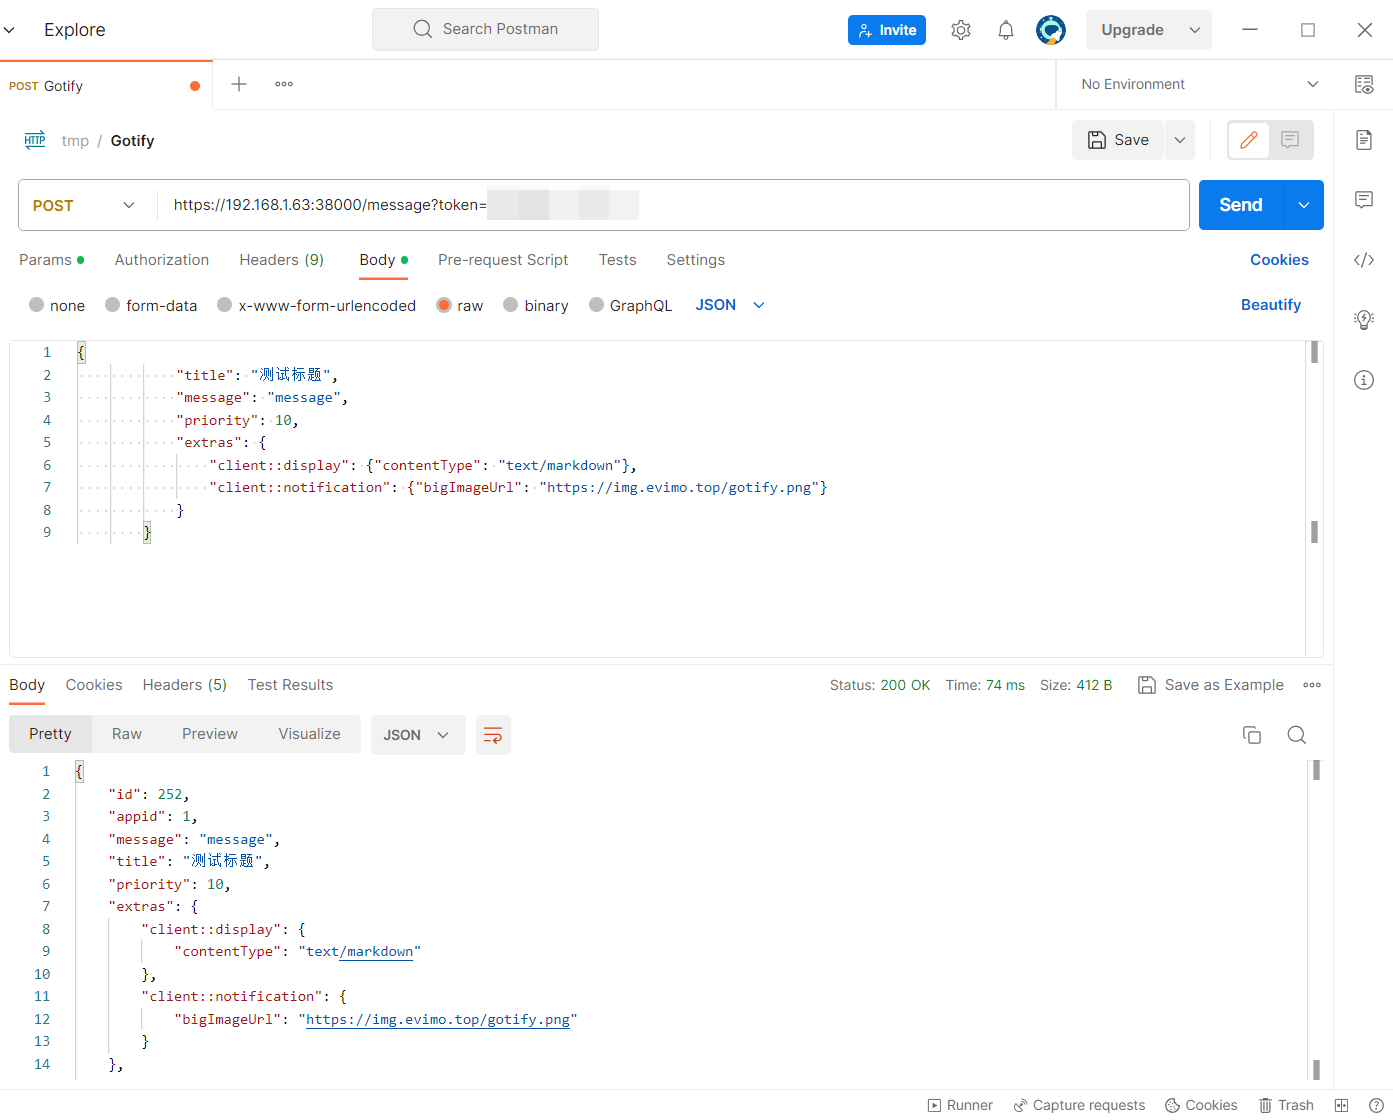 Explore
Search Postman
Invite
Upgrade
POST Gotify
No Environment
HTTP
tmp / Gotify
Save
POST
https://192.168.1.63:38000/message?token=
Send
Params
Authorization
Headers (9)
Body
Pre-request Script
Tests
Settings
Cookies
none
form-data
x-www-form-urlencoded
raw
binary
GraphQL
JSON
Beautify
1 {
2 "title": "测试标题",
3 "message": "message",
4 "priority": 10,
5 "extras": {
6 "client::display": {"contentType": "text/markdown"},
7 "client::notification": {"bigImageUrl": "https://img.evimo.top/gotify.png"}
8 }
9 }
Body
Cookies
Headers (5)
Test Results
Status: 200 OK
Time: 74 ms
Size: 412 B
Save as Example
Pretty
Raw
Preview
Visualize
JSON
1 {
2 "id": 252,
3 "appid": 1,
4 "message": "message",
5 "title": "测试标题",
6 "priority": 10,
7 "extras": {
8 "client::display": {
9 "contentType": "text/markdown"
10 },
11 "client::notification": {
12 "bigImageUrl": "https://img.evimo.top/gotify.png"
13 }
14 },
Runner
Capture requests
Cookies
Trash